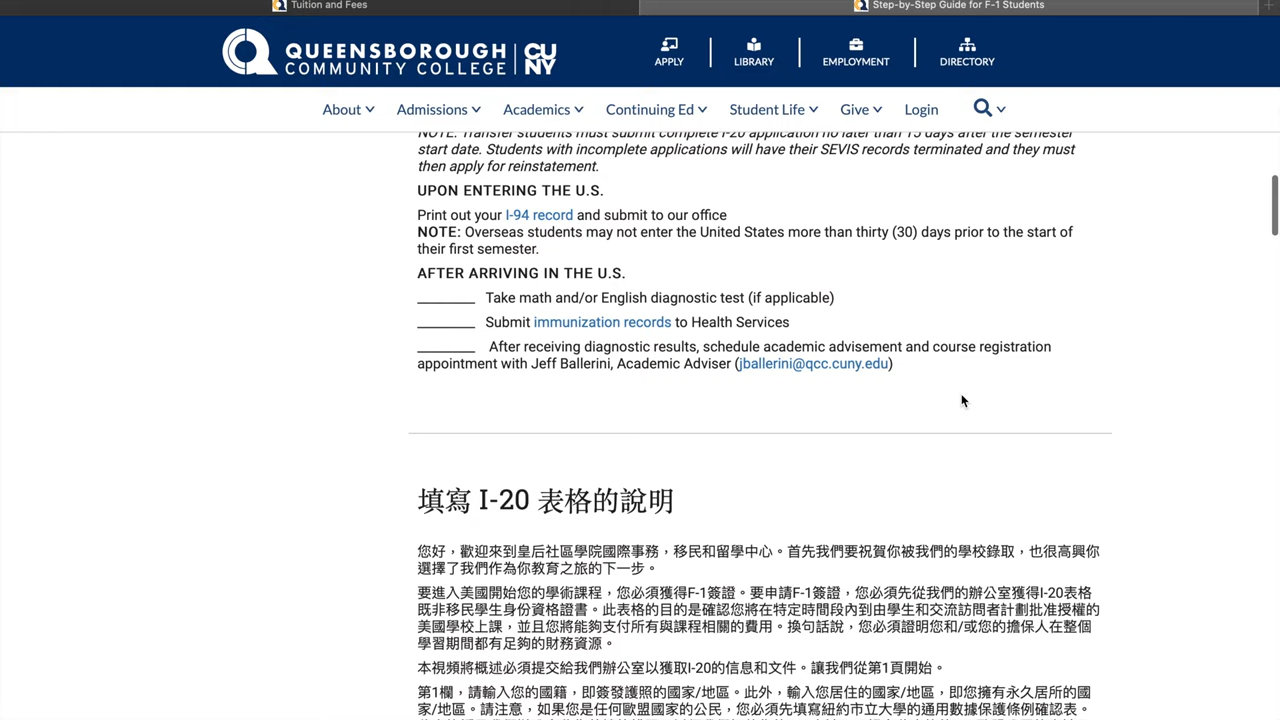 Tuition and Fees
Step-by-Step Guide for F-1 Students
QUEENSBOROUGH
COMMUNITY COLLEGE
CU
NY
APPLY
LIBRARY
EMPLOYMENT
DIRECTORY
About
Admissions
Academics
Continuing Ed
Student Life
Give
Login
NOTE: Transfer students must submit complete I-20 application no later than 15 days after the semester
start date. Students with incomplete applications will have their SEVIS records terminated and they must
then apply for reinstatement.
UPON ENTERING THE U.S.
Print out your I-94 record and submit to our office
NOTE: Overseas students may not enter the United States more than thirty (30) days prior to the start of
their first semester.
AFTER ARRIVING IN THE U.S.
________ Take math and/or English diagnostic test (if applicable)
________ Submit immunization records to Health Services
________ After receiving diagnostic results, schedule academic advisement and course registration
appointment with Jeff Ballerini, Academic Adviser (jballerini@qcc.cuny.edu)
填寫 I-20 表格的說明
您好，歡迎來到皇后社區學院國際事務，移民和留學中心。首先我們要祝賀你被我們的學校錄取，也很高興你
選擇了我們作為你教育之旅的下一步。
要進入美國開始您的學術課程，您必須獲得F-1簽證。要申請F-1簽證，您必須先從我們的辦公室獲得I-20表格
既非移民學生身份資格證書。此表格的目的是確認您將在特定時間段內到由學生和交流訪問者計劃批准授權的
美國學校上課，並且您將能夠支付所有與課程相關的費用。換句話說，您必須證明您和/或您的擔保人在整個
學習期間都有足夠的財務資源。
本視頻將概述必須提交給我們辦公室以獲取I-20的信息和文件。讓我們從第1頁開始。
第1欄，請輸入您的國籍，即簽發護照的國家/地區。此外，輸入您居住的國家/地區，即您擁有永久居所的國
家/地區。請注意，如果您是任何歐盟國家的公民，您必須先填寫紐約市立大學的通用數據保護條例確認表。